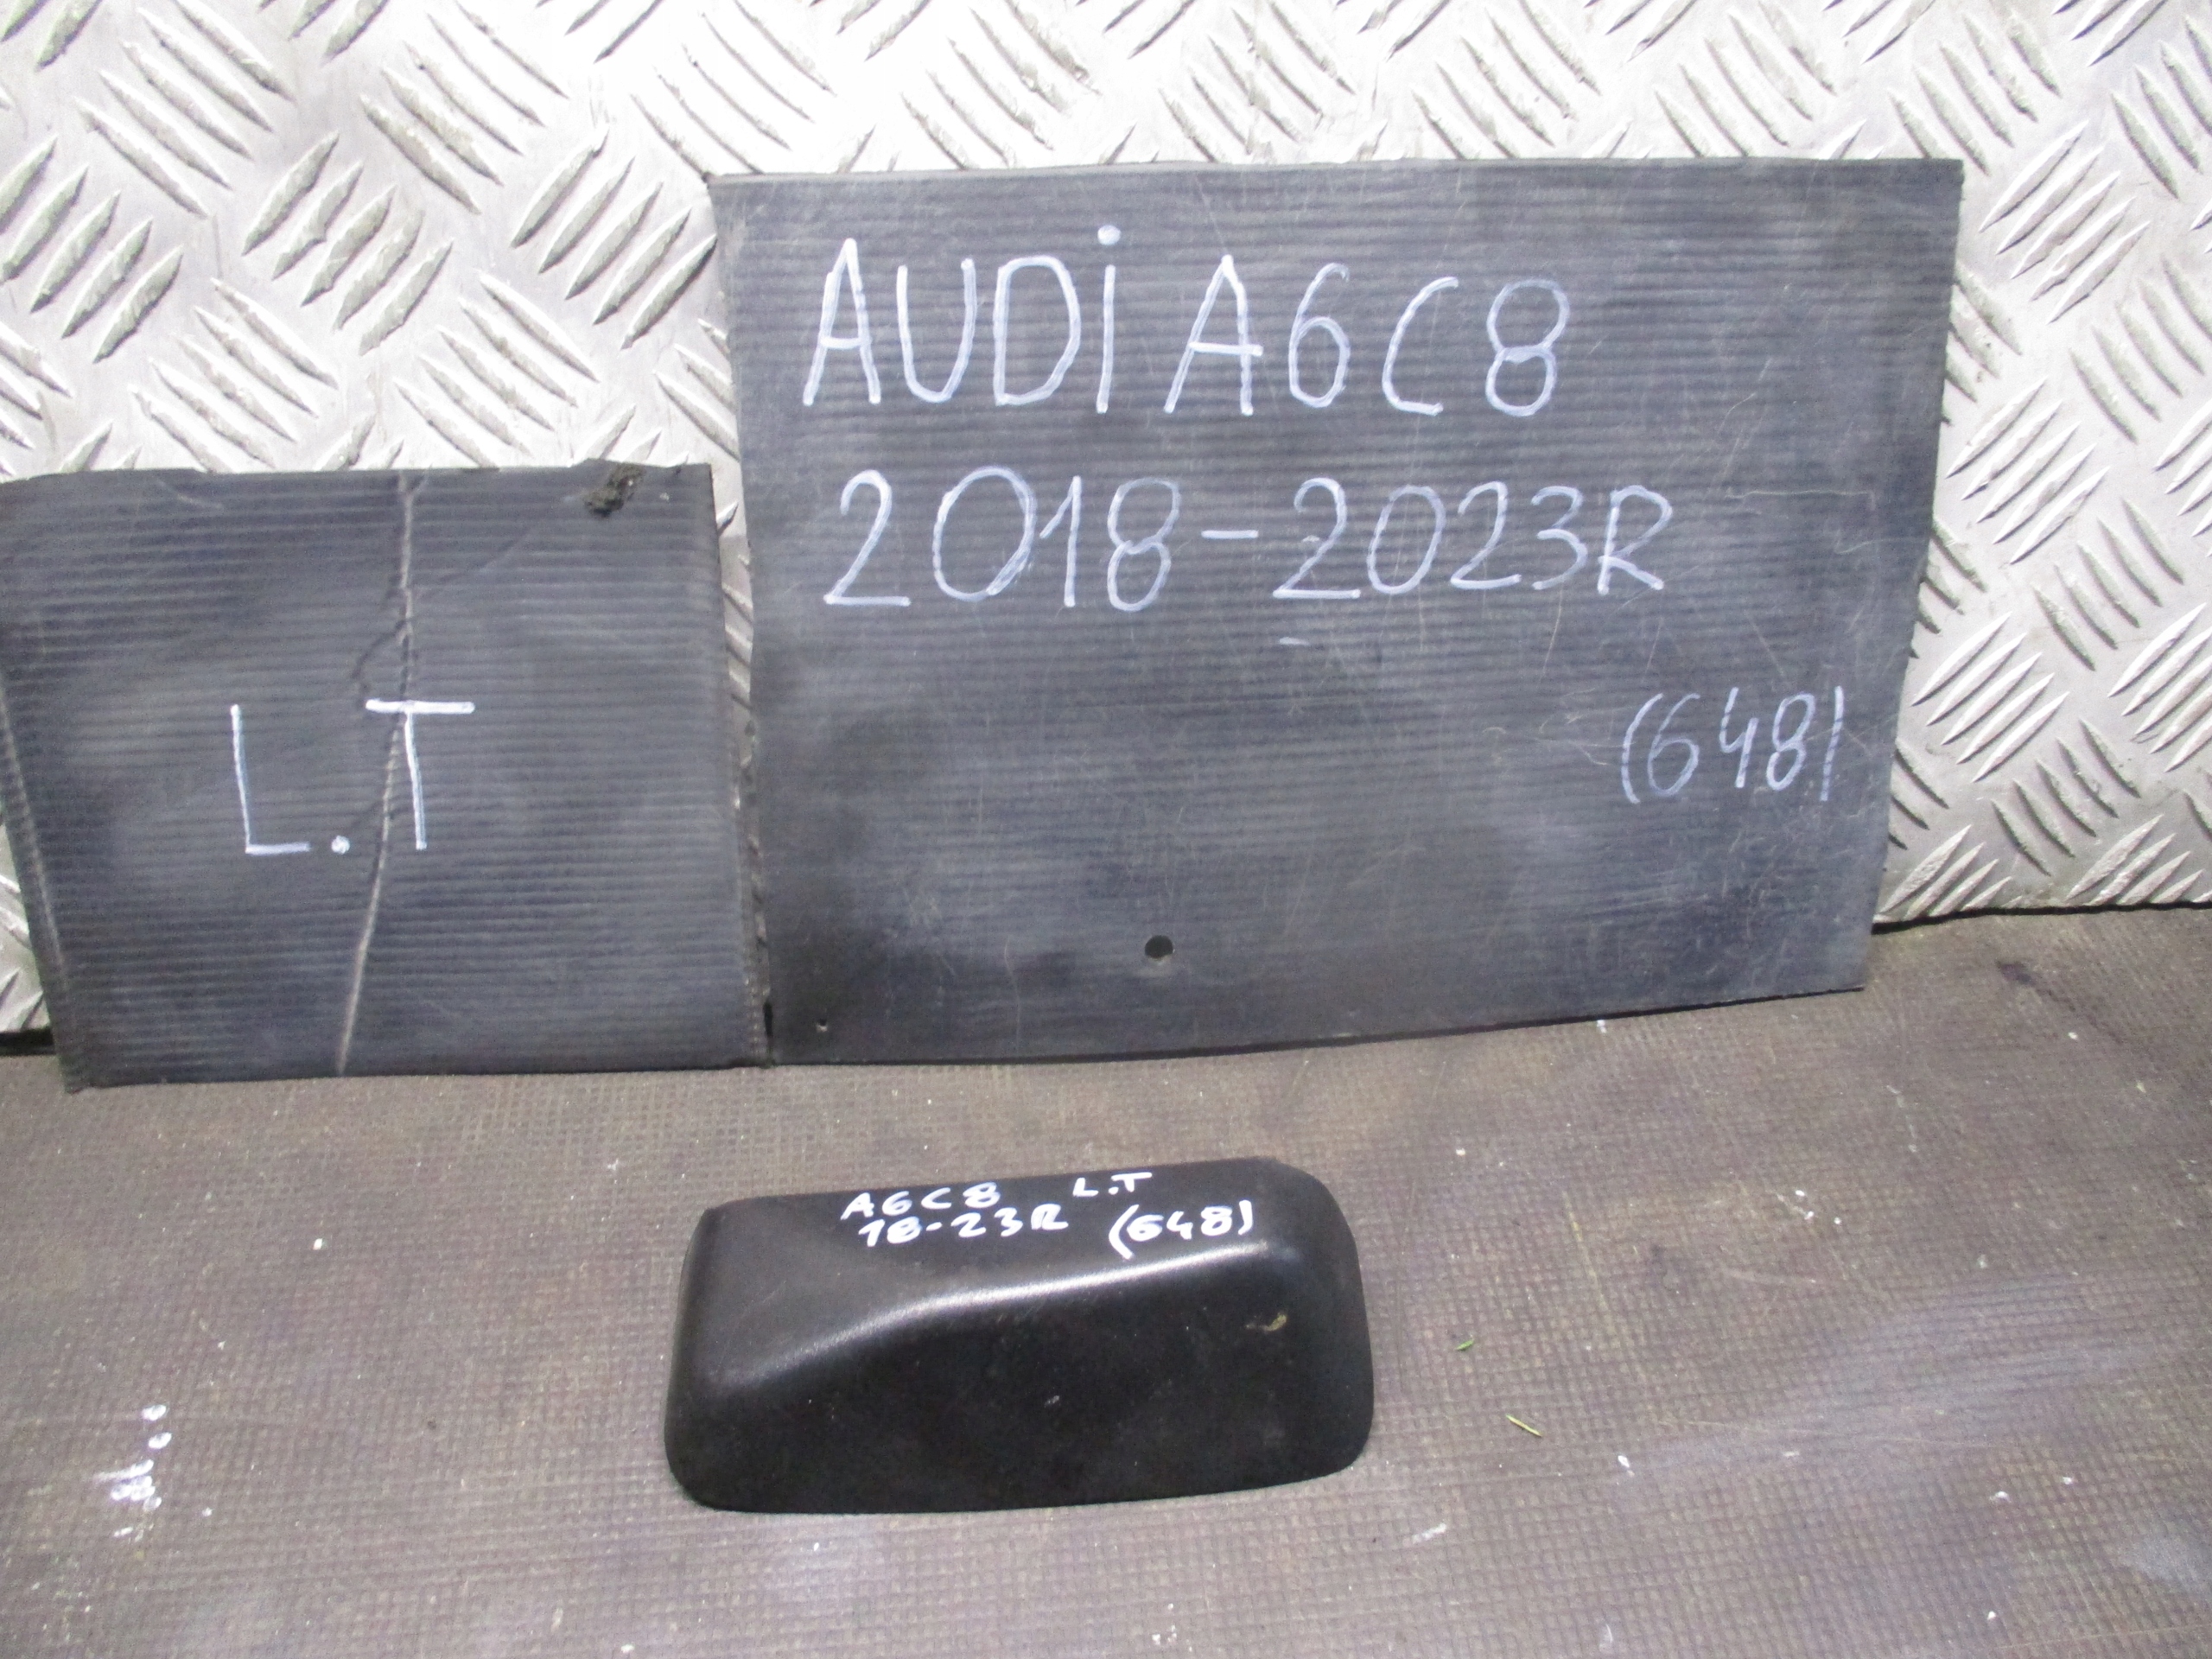 AUDi A6C8
2018-2023R
(648)
L.T
A6C8 L.T
18-23R (648)